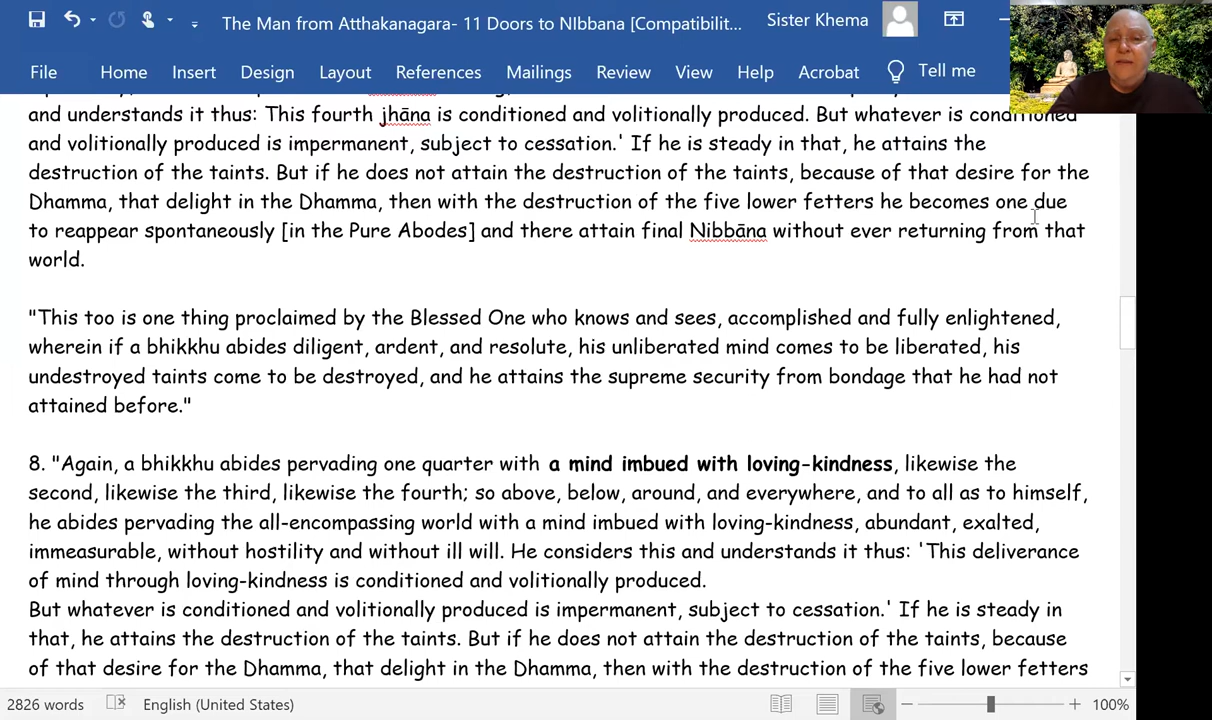 The Man from Atthakanagara- 11 Doors to NIbbana [Compatibilit...
Sister Khema
File Home Insert Design Layout References Mailings Review View Help Acrobat Tell me
and understands it thus: This fourth jhāna is conditioned and volitionally produced. But whatever is conditioned
and volitionally produced is impermanent, subject to cessation.' If he is steady in that, he attains the
destruction of the taints. But if he does not attain the destruction of the taints, because of that desire for the
Dhamma, that delight in the Dhamma, then with the destruction of the five lower fetters he becomes one due
to reappear spontaneously [in the Pure Abodes] and there attain final Nibbāna without ever returning from that
world.
"This too is one thing proclaimed by the Blessed One who knows and sees, accomplished and fully enlightened,
wherein if a bhikkhu abides diligent, ardent, and resolute, his unliberated mind comes to be liberated, his
undestroyed taints come to be destroyed, and he attains the supreme security from bondage that he had not
attained before."
8. "Again, a bhikkhu abides pervading one quarter with a mind imbued with loving-kindness, likewise the
second, likewise the third, likewise the fourth; so above, below, around, and everywhere, and to all as to himself,
he abides pervading the all-encompassing world with a mind imbued with loving-kindness, abundant, exalted,
immeasurable, without hostility and without ill will. He considers this and understands it thus: 'This deliverance
of mind through loving-kindness is conditioned and volitionally produced.
But whatever is conditioned and volitionally produced is impermanent, subject to cessation.' If he is steady in
that, he attains the destruction of the taints. But if he does not attain the destruction of the taints, because
of that desire for the Dhamma, that delight in the Dhamma, then with the destruction of the five lower fetters
2826 words English (United States) 100%